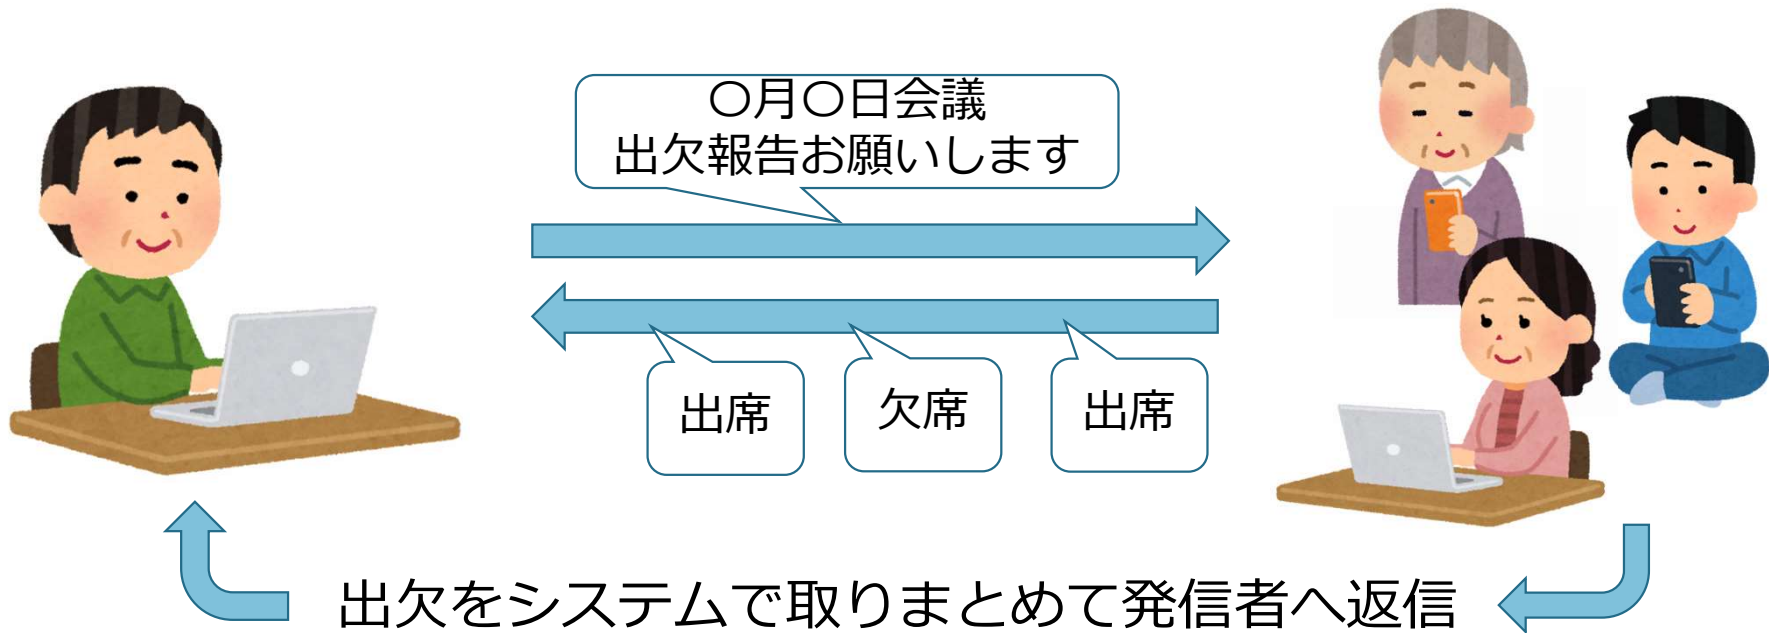 〇月〇日会議
出欠報告お願いします
出席
欠席
出席
出欠をシステムで取りまとめて発信者へ返信